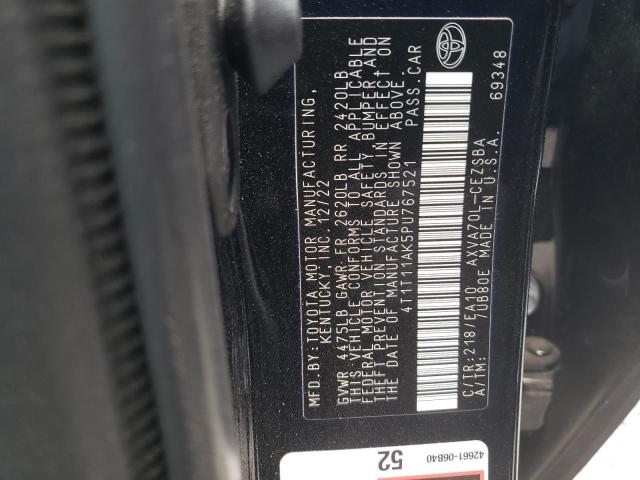 MFD.BY:TOYOTA MOTOR MANUFACTURING,
KENTUCKY, INC. 12/22
GVWR 4475LB GAWR FR 2620LB RR 2420LB
THIS VEHICLE CONFORMS TO ALL APPLICABLE
FEDERAL MOTOR VEHICLE SAFETY, BUMPER, AND
THEFT PREVENTION STANDARDS IN EFFECT ON
THE DATE OF MANUFACTURE SHOWN ABOVE.
4T1T11AK5PU767521 PASS.CAR
C/TR:218/EA10 AXVA70L-CEZSBA
A/TM: /UB80E MADE IN U.S.A.
69348
42661-06B40
52